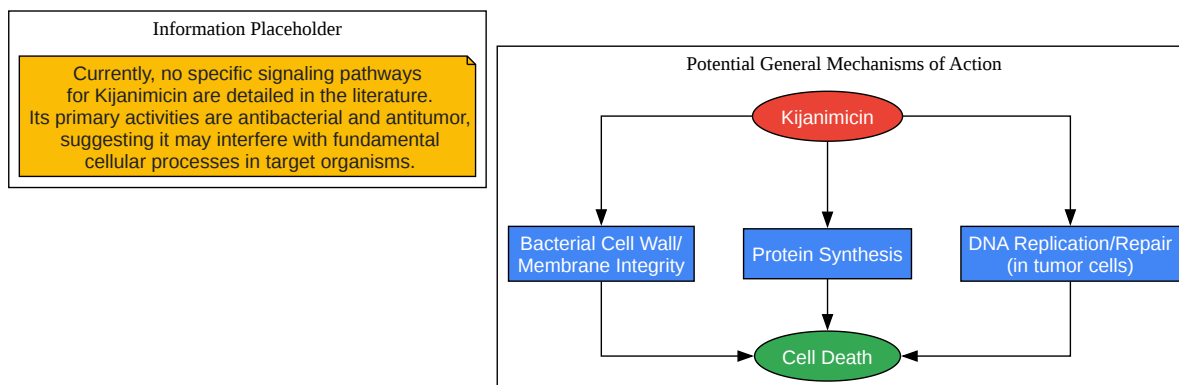 Information Placeholder
Currently, no specific signaling pathways
for Kijanimicin are detailed in the literature.
Its primary activities are antibacterial and antitumor,
suggesting it may interfere with fundamental
cellular processes in target organisms.
Potential General Mechanisms of Action
Kijanimicin
Bacterial Cell Wall/
Membrane Integrity
Protein Synthesis
DNA Replication/Repair
(in tumor cells)
Cell Death